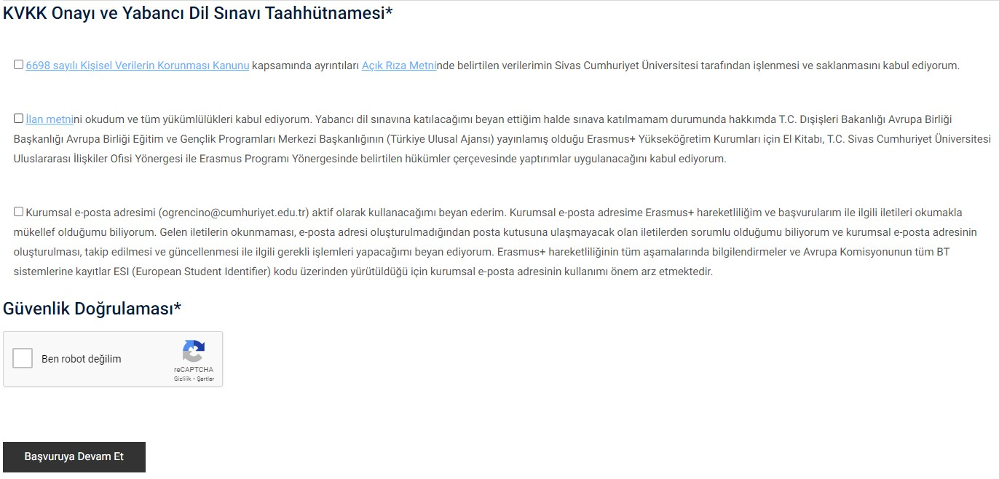 KVKK Onayı ve Yabancı Dil Sınavı Taahhütnamesi*
6698 sayılı Kişisel Verilerin Korunması Kanunu kapsamında ayrıntıları Açık Rıza Metninde belirtilen verilerimin Sivas Cumhuriyet Üniversitesi tarafından işlenmesi ve saklanmasını kabul ediyorum.
İlan metnini okudum ve tüm yükümlülükleri kabul ediyorum. Yabancı dil sınavına katılacağımı beyan ettiğim halde sınava katılmamam durumunda hakkımda T.C. Dışişleri Bakanlığı Avrupa Birliği
Başkanlığı Avrupa Birliği Eğitim ve Gençlik Programları Merkezi Başkanlığının (Türkiye Ulusal Ajansı) yayınlamış olduğu Erasmus+ Yükseköğretim Kurumları için El Kitabı, T.C. Sivas Cumhuriyet Üniversitesi
Uluslararası İlişkiler Ofisi Yönergesi ile Erasmus Programı Yönergesinde belirtilen hükümler çerçevesinde yaptırımlar uygulanacağını kabul ediyorum.
Kurumsal e-posta adresimi (ogrencino@cumhuriyet.edu.tr) aktif olarak kullanacağımı beyan ederim. Kurumsal e-posta adresime Erasmus+ hareketliliğim ve başvurularım ile ilgili iletileri okumakla
mükellef olduğumu biliyorum. Gelen iletilerin okunmaması, e-posta adresi oluşturulmadığından posta kutusuna ulaşmayacak olan iletilerden sorumlu olduğumu biliyorum ve kurumsal e-posta adresinin
oluşturulması, takip edilmesi ve güncellenmesi ile ilgili gerekli işlemleri yapacağımı beyan ediyorum. Erasmus+ hareketliliğinin tüm aşamalarında bilgilendirmeler ve Avrupa Komisyonunun tüm BT
sistemlerine kayıtlar ESI (European Student Identifier) kodu üzerinden yürütüldüğü için kurumsal e-posta adresinin kullanımı önem arz etmektedir.
Güvenlik Doğrulaması*
Ben robot değilim
reCAPTCHA
Gizlilik - Şartlar
Başvuruya Devam Et